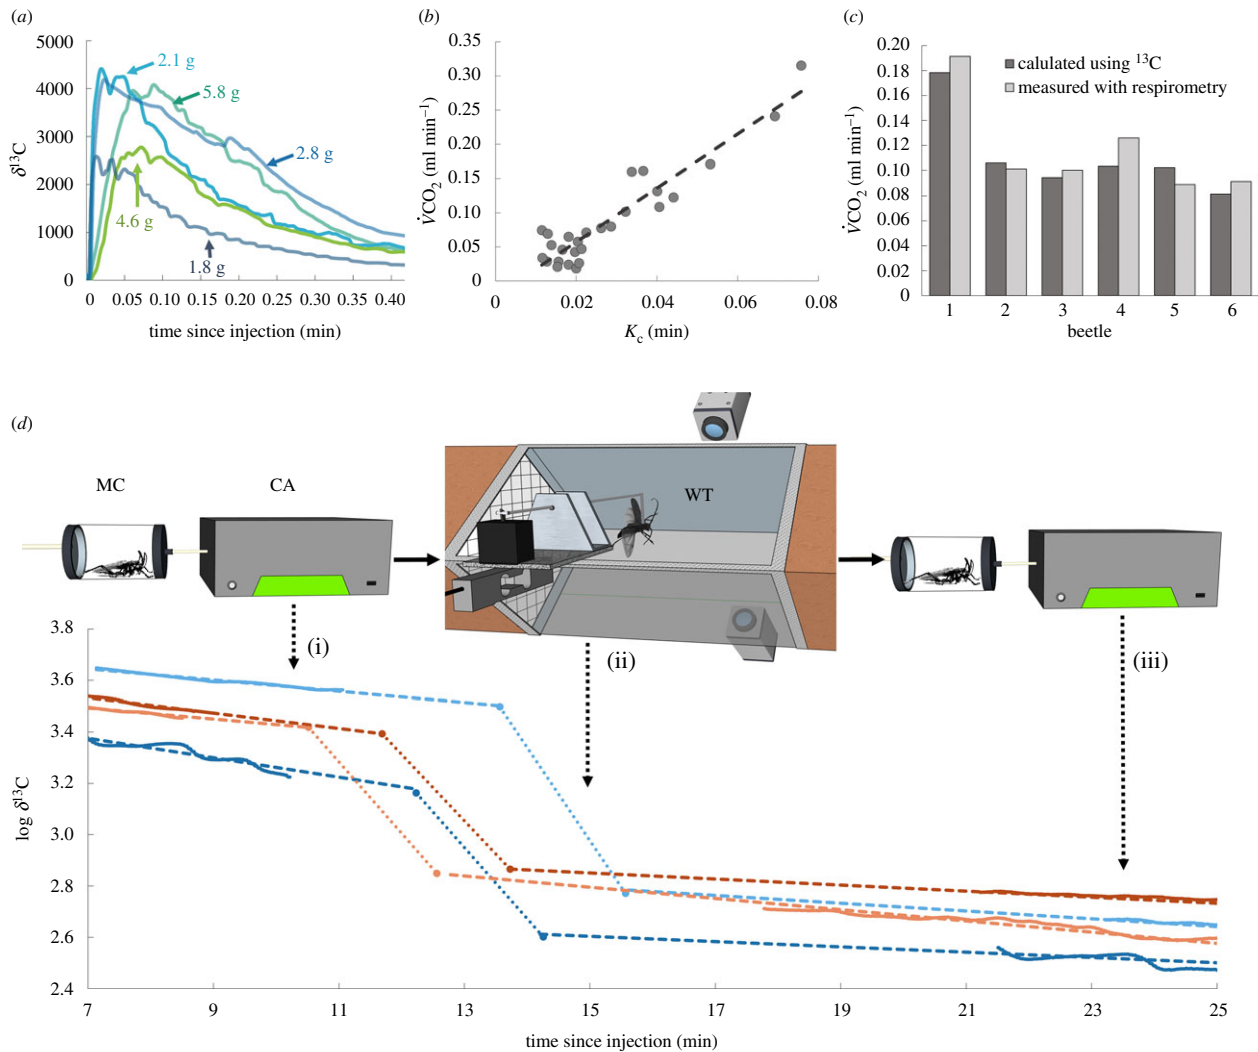 (a)
δ13C
5000
4000
3000
2000
1000
0
2.1 g
5.8 g
2.8 g
4.6 g
1.8 g
0 0.05 0.10 0.15 0.20 0.25 0.30 0.35 0.40
time since injection (min)
(b)
V̇CO2 (ml min−1)
0.35
0.30
0.25
0.20
0.15
0.10
0.05
0
0 0.02 0.04 0.06 0.08
Kc (min)
(c)
V̇CO2 (ml min−1)
0.20
0.18
0.16
0.14
0.12
0.10
0.08
0.06
0.04
0.02
0
calulated using 13C
measured with respirometry
1 2 3 4 5 6
beetle
(d)
MC
CA
WT
(i)
(ii)
(iii)
log δ13C
3.8
3.6
3.4
3.2
3.0
2.8
2.6
2.4
7 9 11 13 15 17 19 21 23 25
time since injection (min)